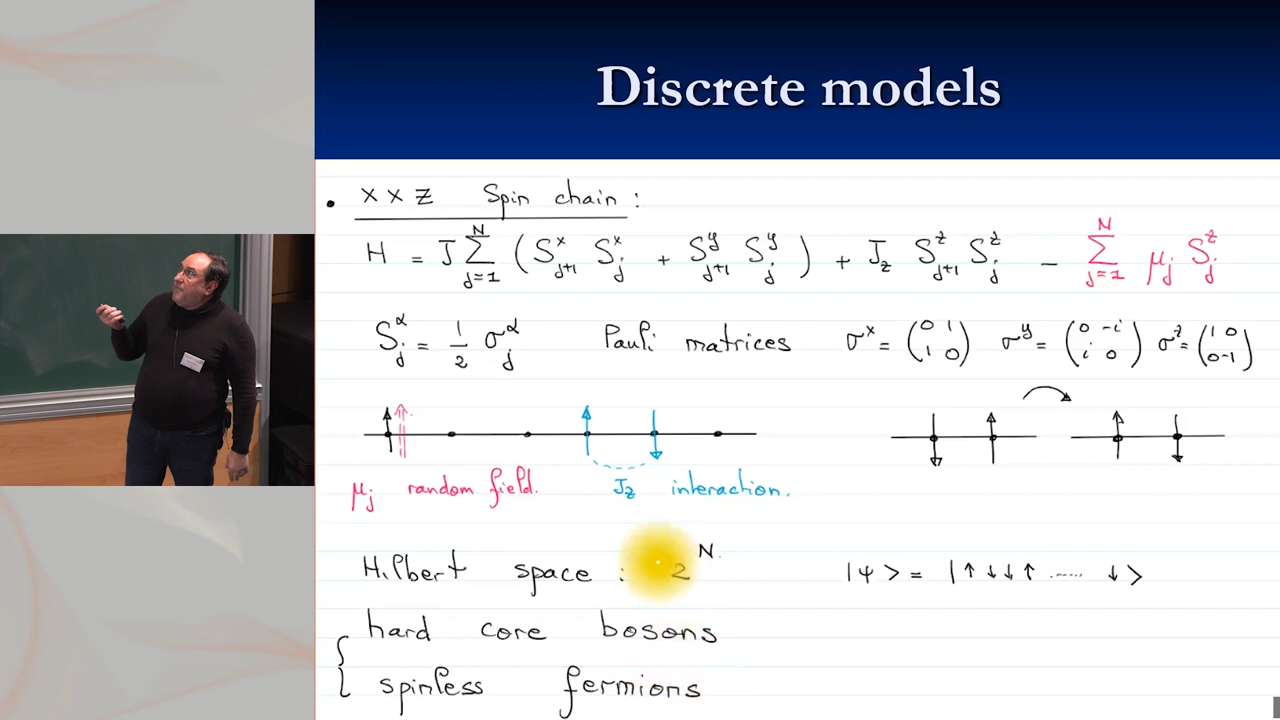 Discrete models
• XXZ Spin chain :
H = J ∑_{j=1}^{N} ( S^x_{j+1} S^x_j + S^y_{j+1} S^y_j ) + J_z S^z_{j+1} S^z_j − ∑_{j=1}^{N} μ_j S^z_j
S^α_j = 1/2 σ^α_j Pauli matrices σ^x = (0 1 / 1 0) σ^y = (0 -i / i 0) σ^z = (1 0 / 0 -1)
μ_j random field. J_z interaction.
Hilbert space : 2^N. |ψ> = |↑↓↓↑ ..... ↓>
hard core bosons
spinless fermions